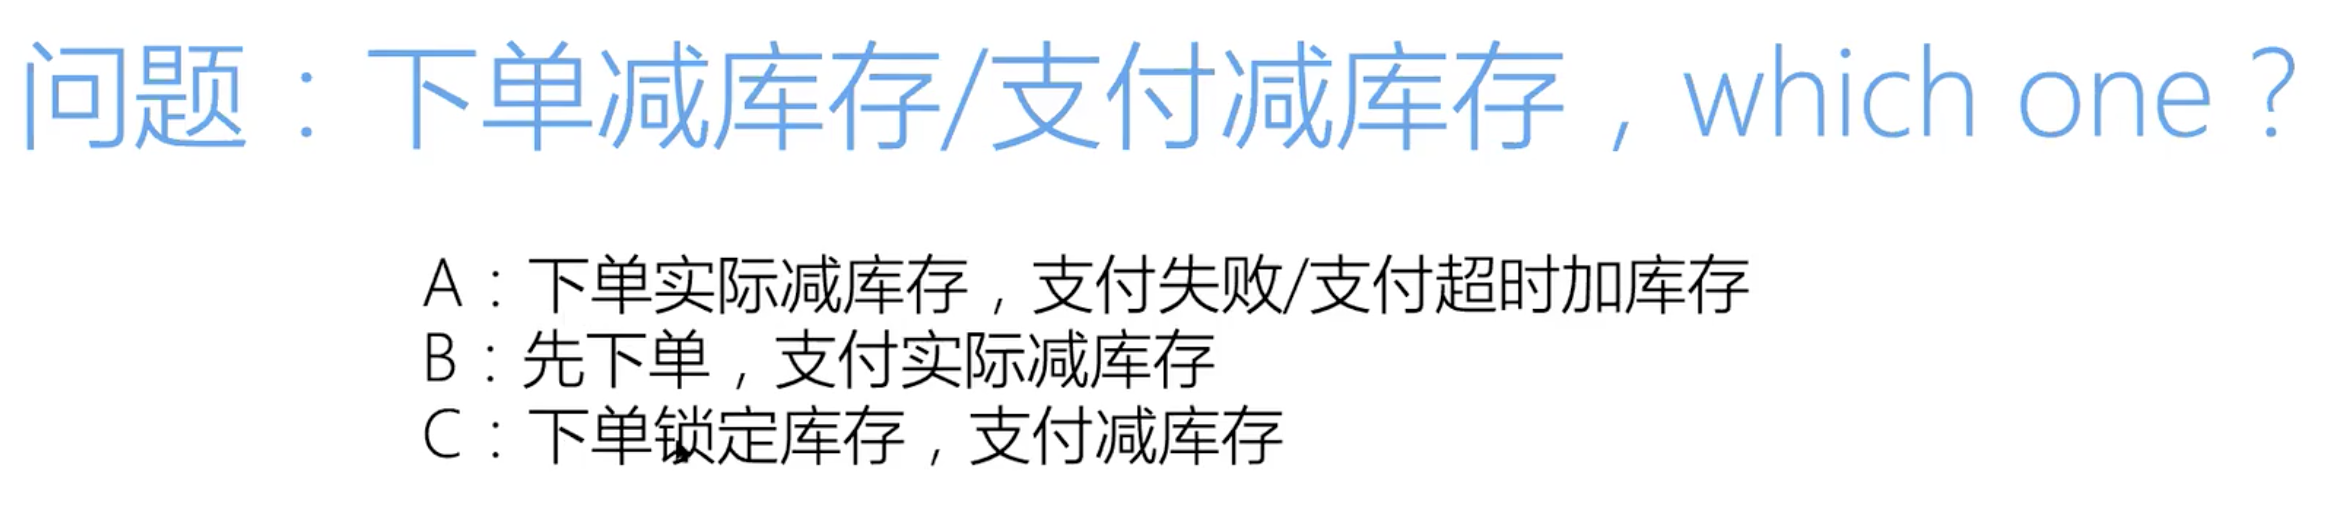 问题：下单减库存/支付减库存，which one？
A：下单实际减库存，支付失败/支付超时加库存
B：先下单，支付实际减库存
C：下单锁定库存，支付减库存